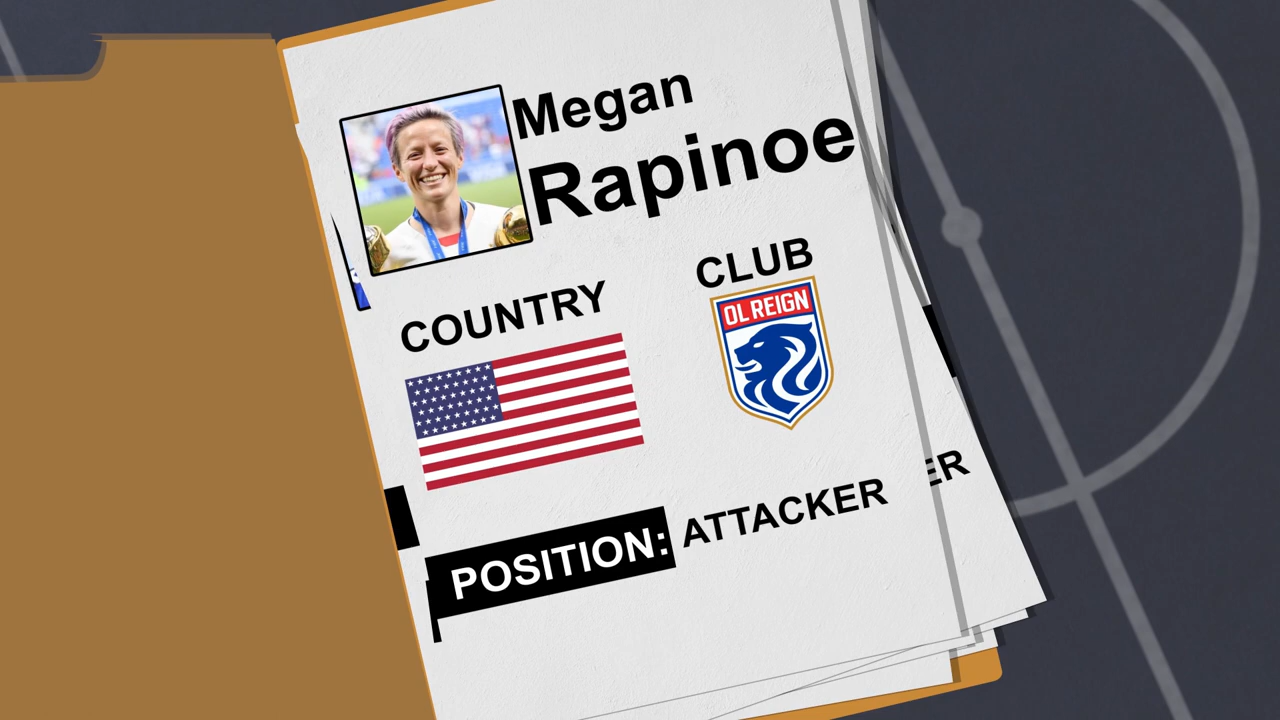 Megan
Rapinoe
COUNTRY
CLUB
OL REIGN
POSITION: ATTACKER
ER